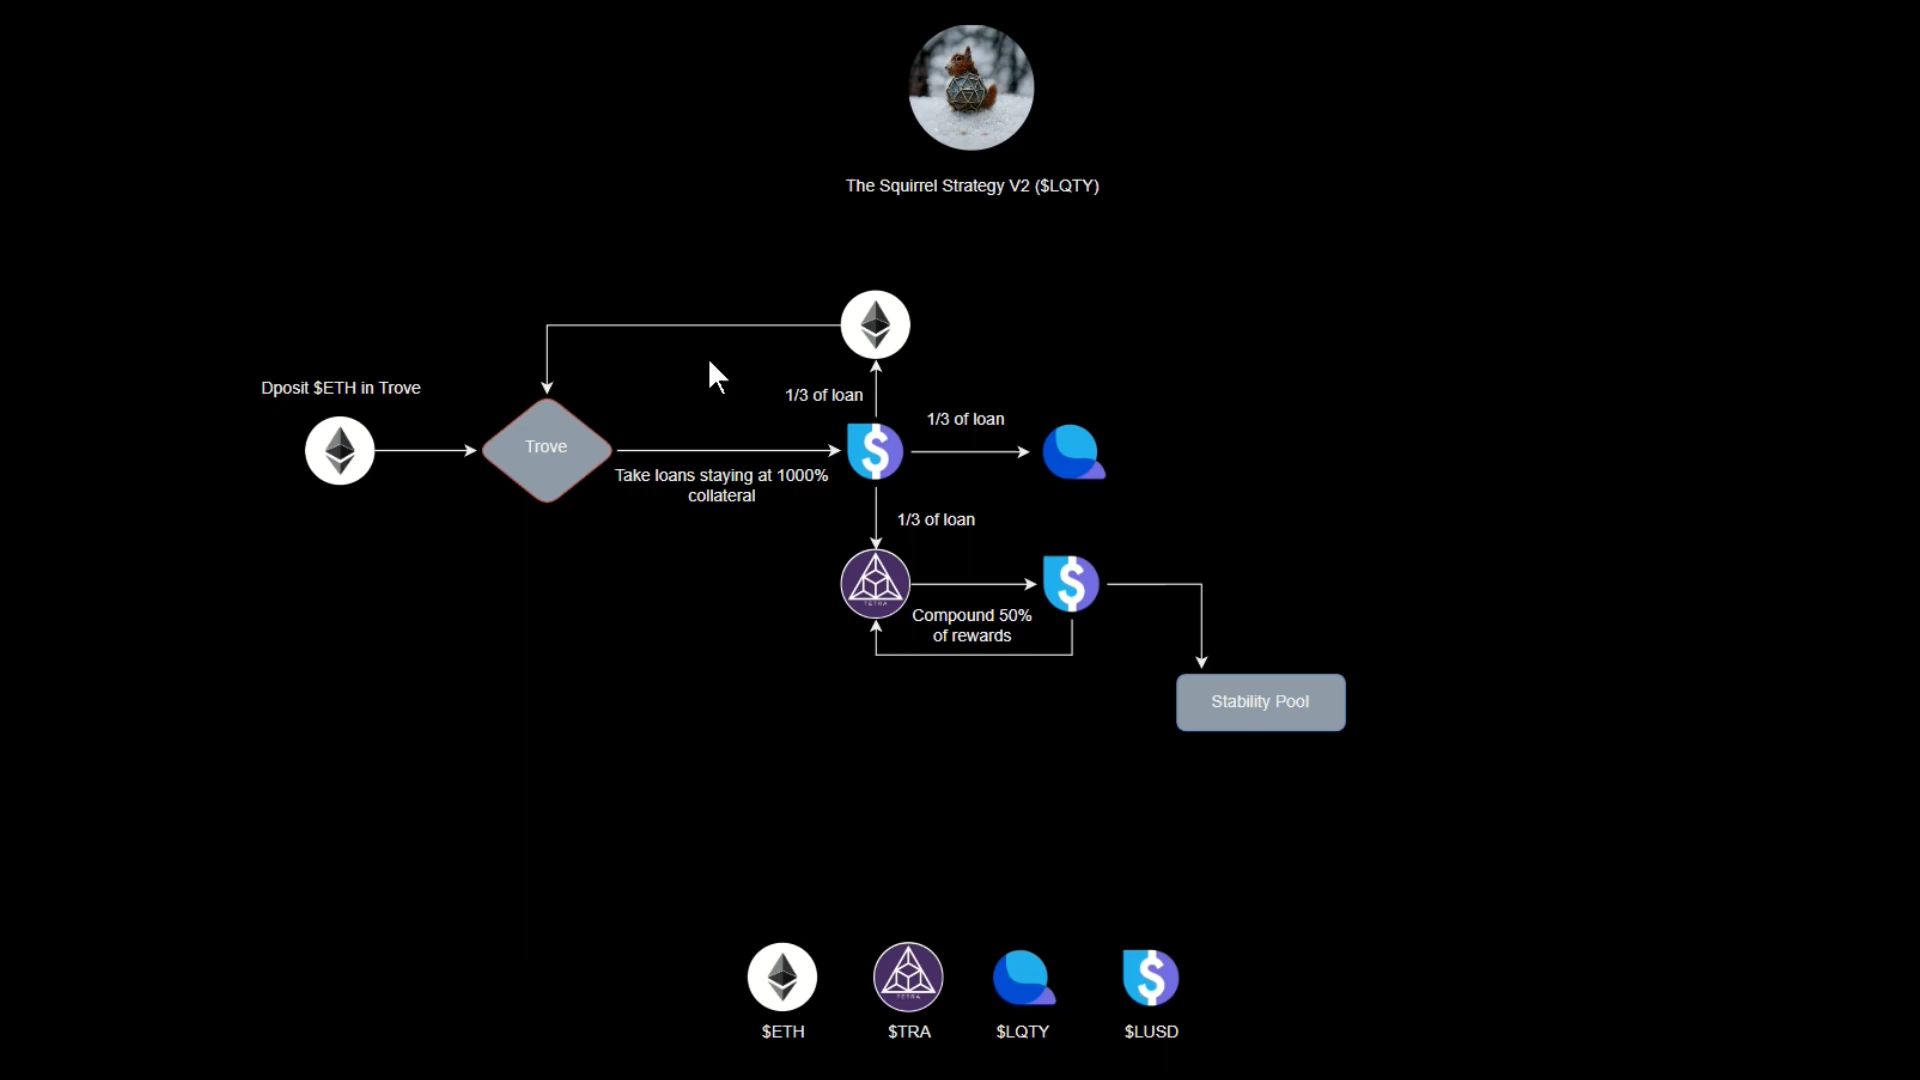 The Squirrel Strategy V2 ($LQTY)
Dposit $ETH in Trove
1/3 of loan
1/3 of loan
Trove
Take loans staying at 1000%
collateral
1/3 of loan
TETRA
Compound 50%
of rewards
Stability Pool
TETRA
$ETH
$TRA
$LQTY
$LUSD